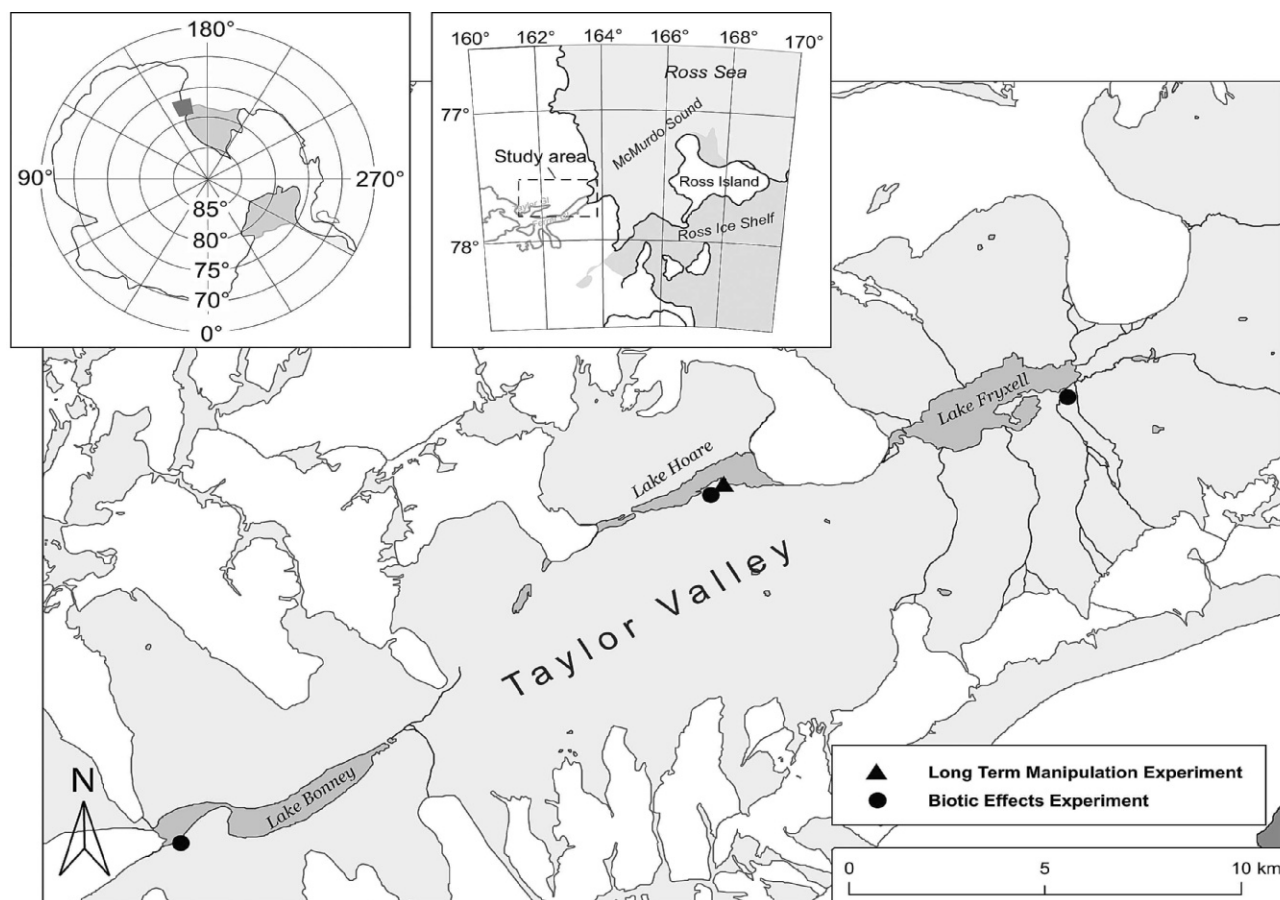 180°
90°
270°
85°
80°
75°
70°
0°
160° 162° 164° 166° 168° 170°
Ross Sea
77°
McMurdo Sound
Study area
Ross Island
Ross Ice Shelf
78°
Lake Fryxell
Lake Hoare
Taylor Valley
Lake Bonney
N
Long Term Manipulation Experiment
Biotic Effects Experiment
0 5 10 km